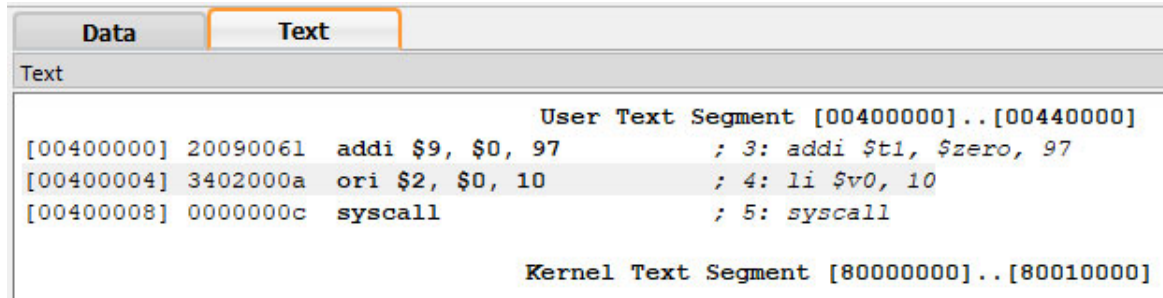 Data Text
Text
User Text Segment [00400000]..[00440000]
[00400000] 20090061 addi $9, $0, 97 ; 3: addi $t1, $zero, 97
[00400004] 3402000a ori $2, $0, 10 ; 4: li $v0, 10
[00400008] 0000000c syscall ; 5: syscall
Kernel Text Segment [80000000]..[80010000]